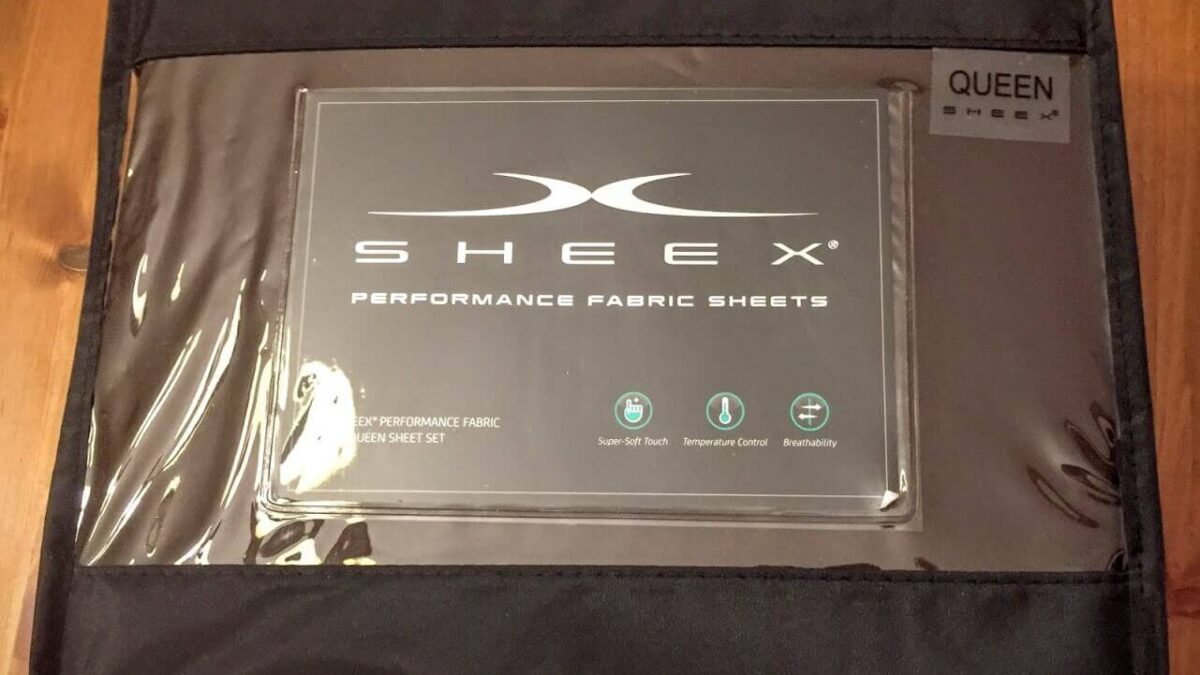 QUEEN
SHEEX®
SHEEX®
PERFORMANCE FABRIC SHEETS
EEX® PERFORMANCE FABRIC
QUEEN SHEET SET
Super-Soft Touch
Temperature Control
Breathability